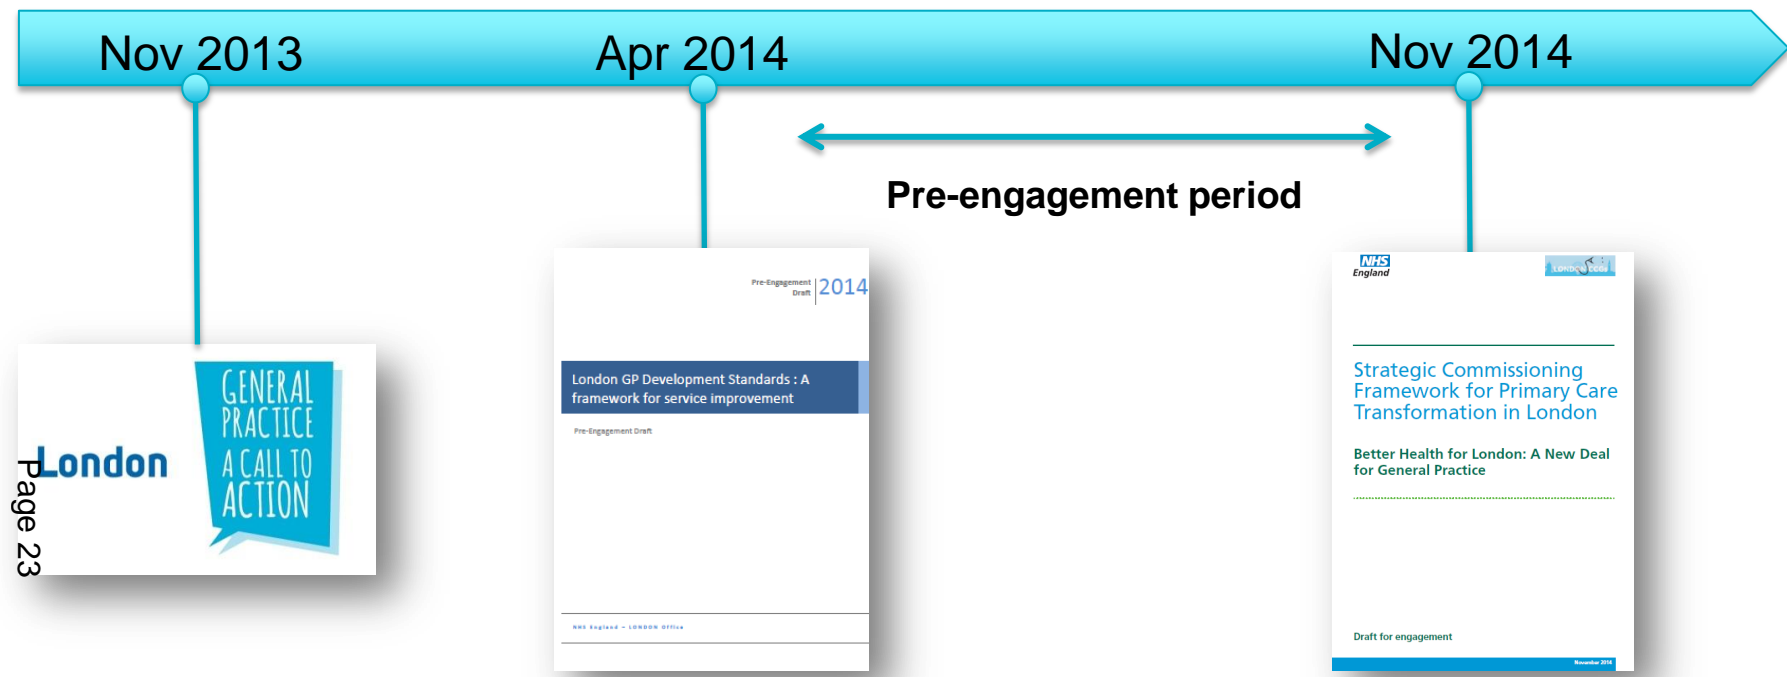 Nov 2013
Apr 2014
Nov 2014
Pre-engagement period
London
GENERAL
PRACTICE
A CALL TO
ACTION
Page 23
Pre-Engagement
Draft
2014
London GP Development Standards : A
framework for service improvement
Pre-Engagement Draft
NHS England – LONDON Office
NHS
England
LONDON CCGs
Strategic Commissioning
Framework for Primary Care
Transformation in London
Better Health for London: A New Deal
for General Practice
Draft for engagement
November 2014